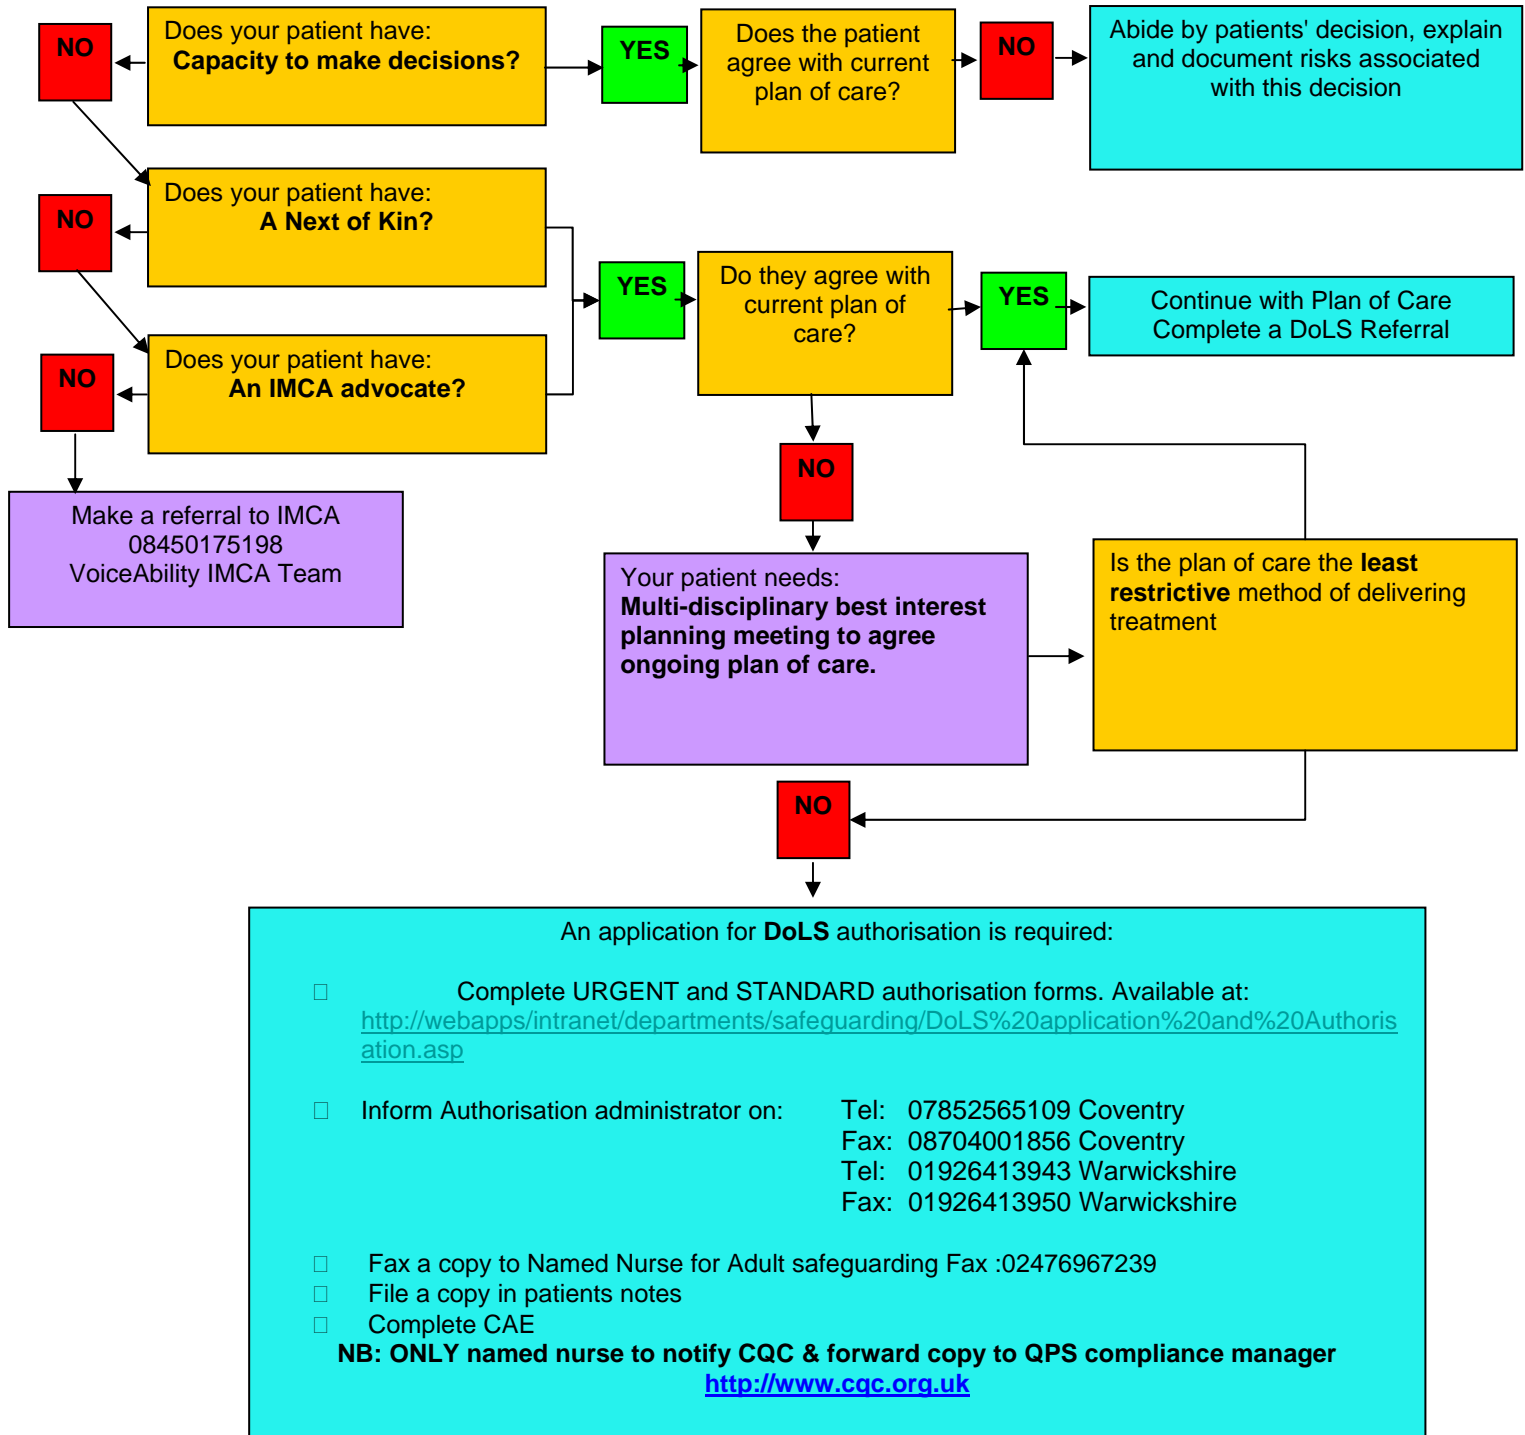 NO
Does your patient have:
Capacity to make decisions?
YES
Does the patient
agree with current
plan of care?
NO
Abide by patients' decision, explain
and document risks associated
with this decision
NO
Does your patient have:
A Next of Kin?
YES
Do they agree with
current plan of
care?
YES
Continue with Plan of Care
Complete a DoLS Referral
NO
Does your patient have:
An IMCA advocate?
NO
Make a referral to IMCA
08450175198
VoiceAbility IMCA Team
Your patient needs:
Multi-disciplinary best interest
planning meeting to agree
ongoing plan of care.
Is the plan of care the least
restrictive method of delivering
treatment
NO
An application for DoLS authorisation is required:
Complete URGENT and STANDARD authorisation forms. Available at:
http://webapps/intranet/departments/safeguarding/DoLS%20application%20and%20Authoris
ation.asp
Inform Authorisation administrator on: Tel: 07852565109 Coventry
Fax: 08704001856 Coventry
Tel: 01926413943 Warwickshire
Fax: 01926413950 Warwickshire
Fax a copy to Named Nurse for Adult safeguarding Fax :02476967239
File a copy in patients notes
Complete CAE
NB: ONLY named nurse to notify CQC & forward copy to QPS compliance manager
http://www.cqc.org.uk